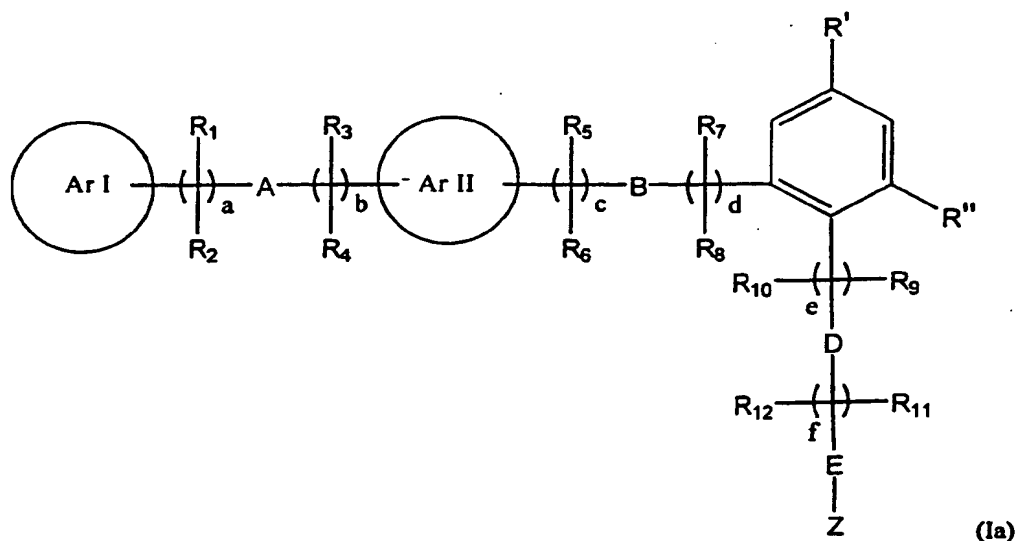 R'
R₁ R₃ R₅ R₇
Ar I ( )a A ( )b - Ar II ( )c B ( )d
R₂ R₄ R₆ R₈ R"
R₁₀ ( )e R₉
D
R₁₂ ( )f R₁₁
E
Z
(Ia)